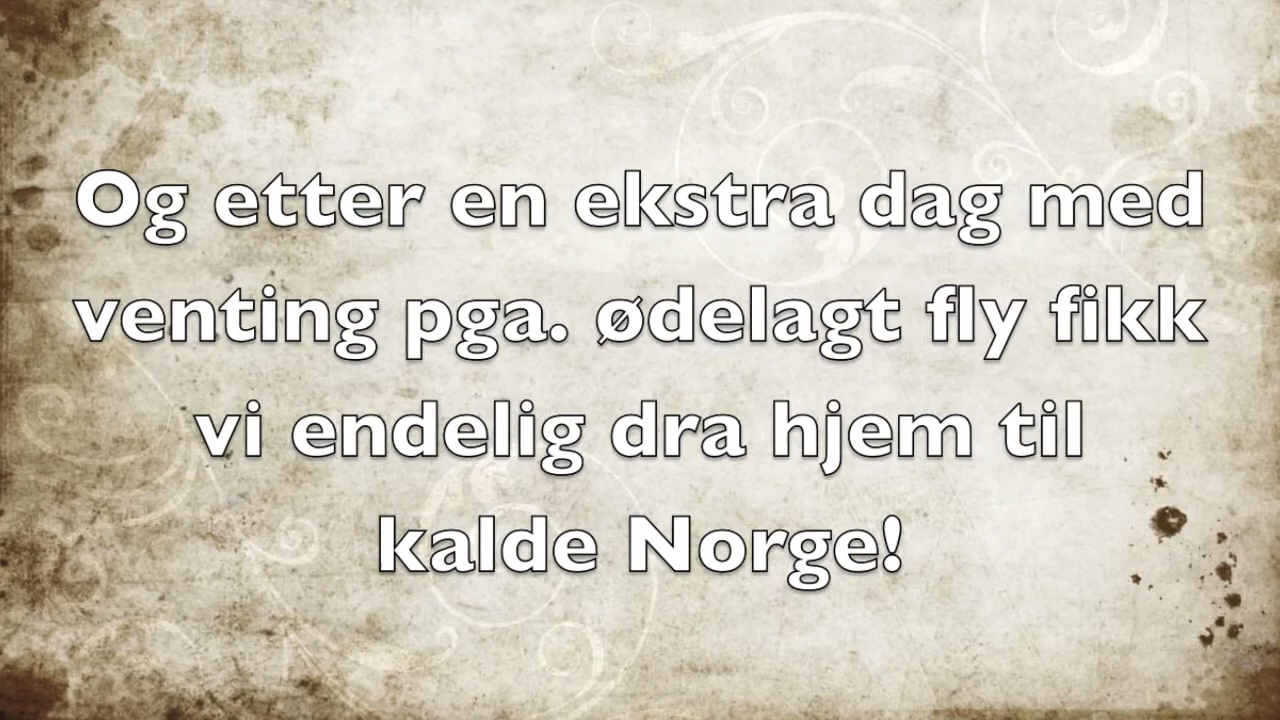 Og etter en ekstra dag med
venting pga. ødelagt fly fikk
vi endelig dra hjem til
kalde Norge!